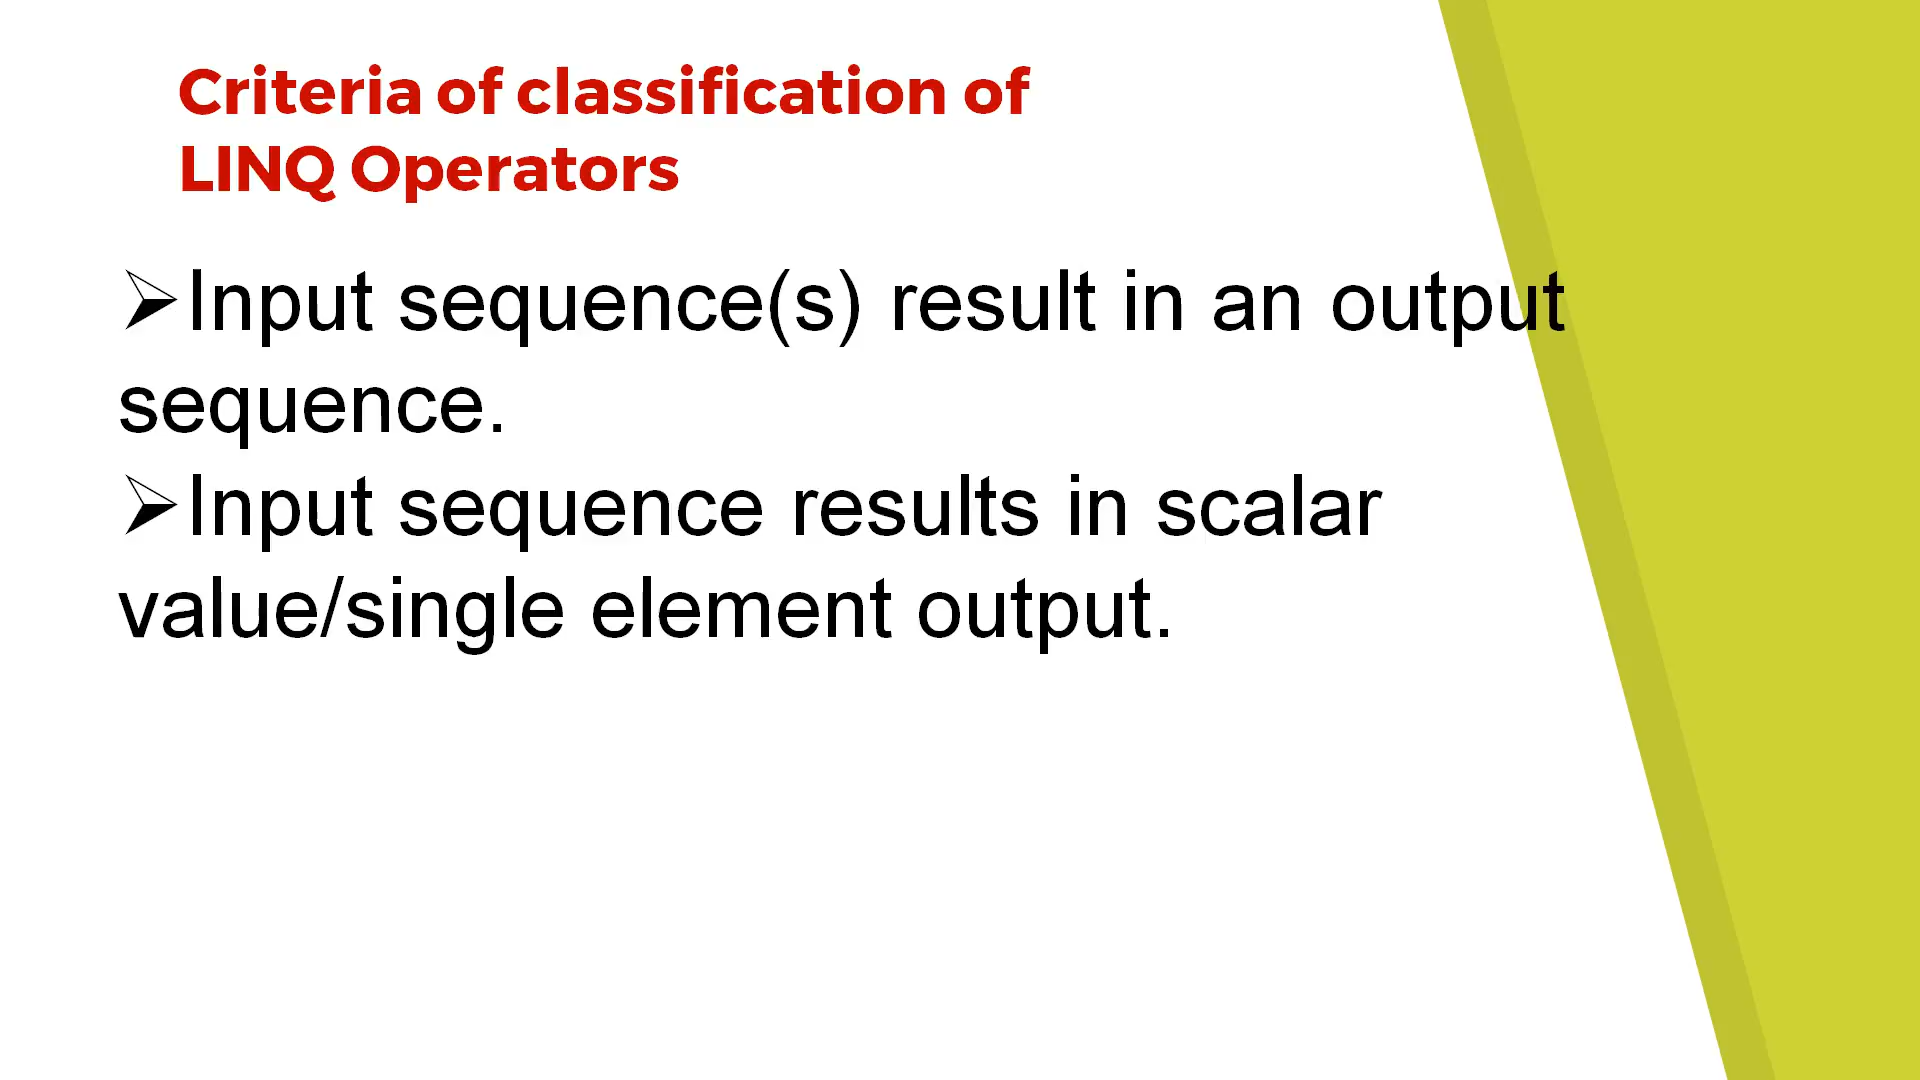 Criteria of classification of
LINQ Operators
➢Input sequence(s) result in an output
sequence.
➢Input sequence results in scalar
value/single element output.